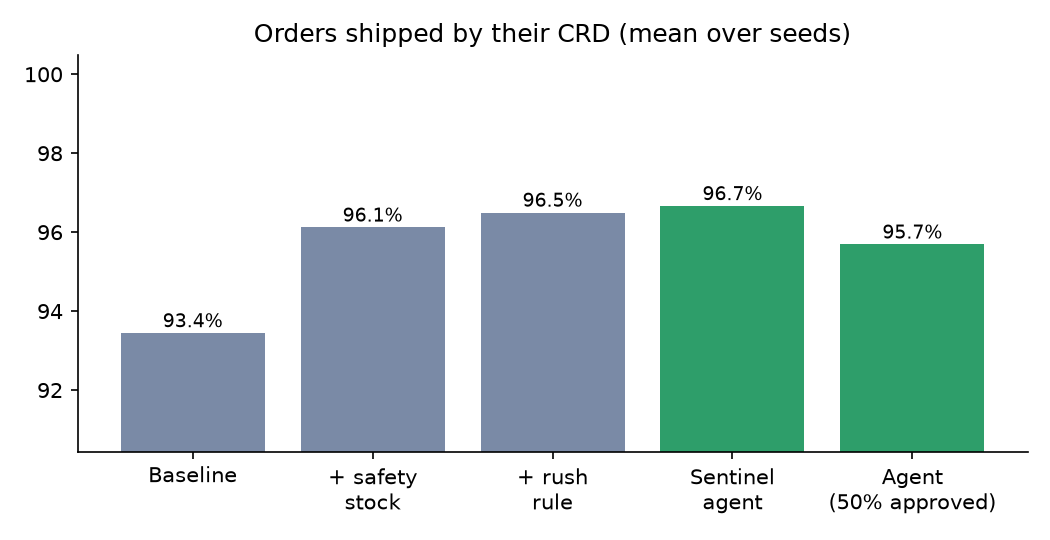 Orders shipped by their CRD (mean over seeds)
100
98
96
94
92
93.4%
96.1%
96.5%
96.7%
95.7%
Baseline
+ safety
stock
+ rush
rule
Sentinel
agent
Agent
(50% approved)